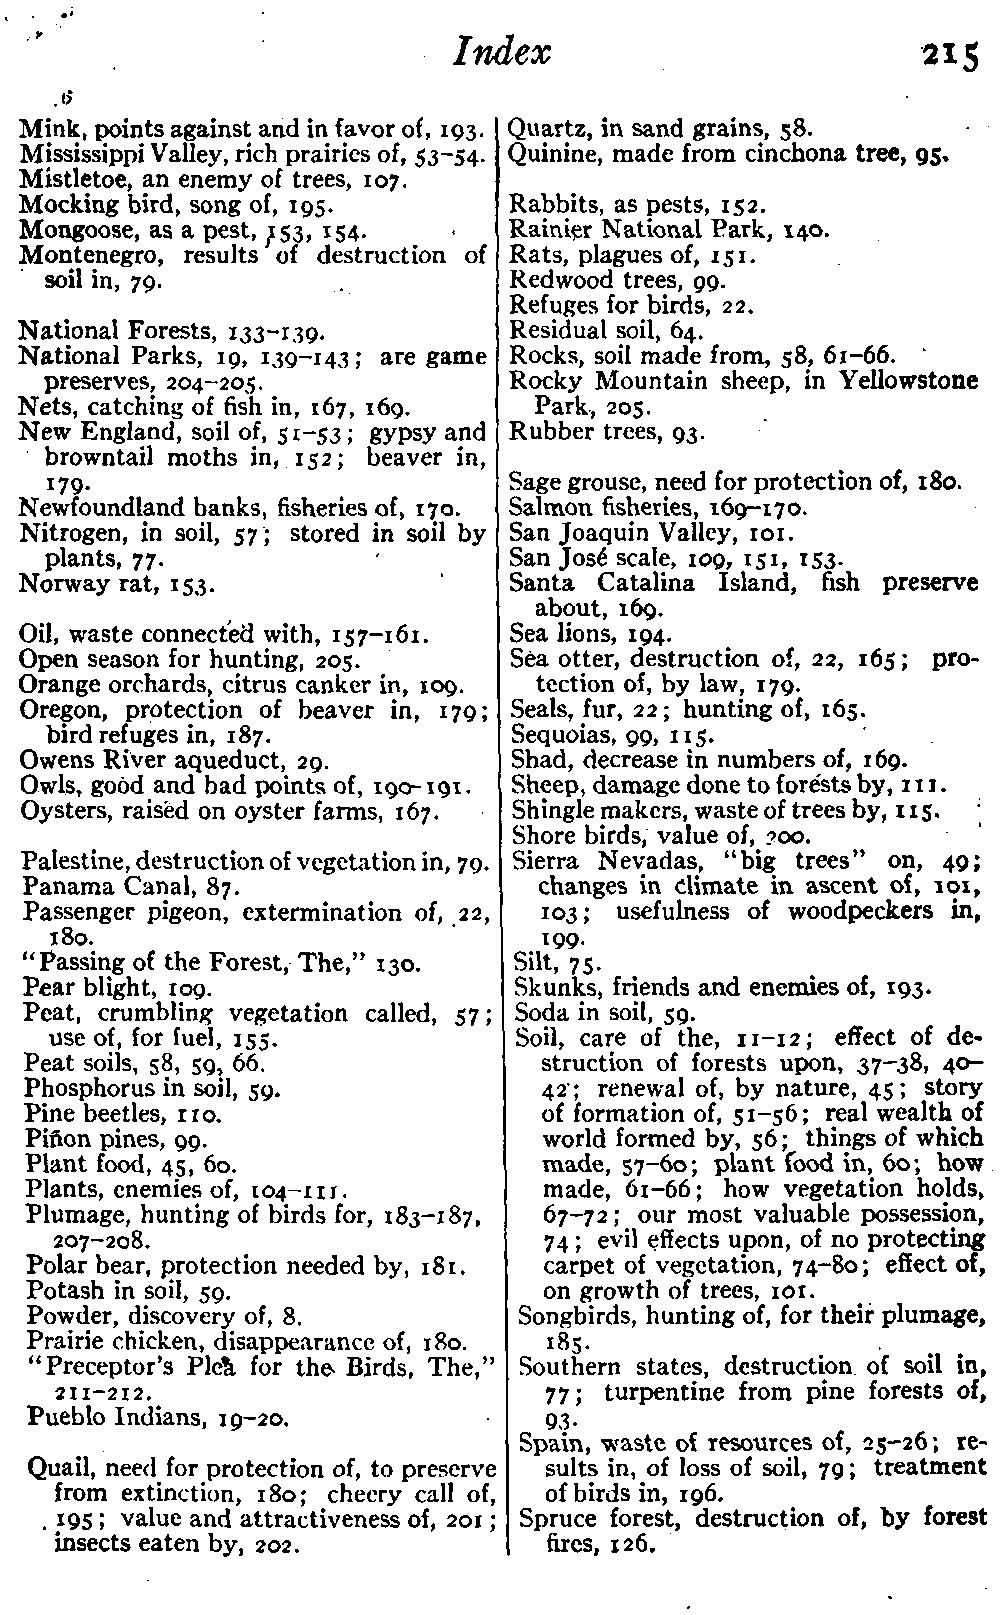 Index 215
Mink, points against and in favor of, 193.
Mississippi Valley, rich prairies of, 53-54.
Mistletoe, an enemy of trees, 107.
Mocking bird, song of, 195.
Mongoose, as a pest, 153, 154.
Montenegro, results of destruction of
soil in, 79.
National Forests, 133-139.
National Parks, 19, 139-143; are game
preserves, 204-205.
Nets, catching of fish in, 167, 169.
New England, soil of, 51-53; gypsy and
browntail moths in, 152; beaver in,
179.
Newfoundland banks, fisheries of, 170.
Nitrogen, in soil, 57; stored in soil by
plants, 77.
Norway rat, 153.
Oil, waste connected with, 157-161.
Open season for hunting, 205.
Orange orchards, citrus canker in, 109.
Oregon, protection of beaver in, 179;
bird refuges in, 187.
Owens River aqueduct, 29.
Owls, good and bad points of, 190-191.
Oysters, raised on oyster farms, 167.
Palestine, destruction of vegetation in, 79.
Panama Canal, 87.
Passenger pigeon, extermination of, 22,
180.
"Passing of the Forest, The," 130.
Pear blight, 109.
Peat, crumbling vegetation called, 57;
use of, for fuel, 155.
Peat soils, 58, 59, 66.
Phosphorus in soil, 59.
Pine beetles, 110.
Piñon pines, 99.
Plant food, 45, 60.
Plants, enemies of, 104-111.
Plumage, hunting of birds for, 183-187,
207-208.
Polar bear, protection needed by, 181.
Potash in soil, 59.
Powder, discovery of, 8.
Prairie chicken, disappearance of, 180.
"Preceptor's Plea for the Birds, The,"
211-212.
Pueblo Indians, 19-20.
Quail, need for protection of, to preserve
from extinction, 180; cheery call of,
195; value and attractiveness of, 201;
insects eaten by, 202.
Quartz, in sand grains, 58.
Quinine, made from cinchona tree, 95.
Rabbits, as pests, 152.
Rainier National Park, 140.
Rats, plagues of, 151.
Redwood trees, 99.
Refuges for birds, 22.
Residual soil, 64.
Rocks, soil made from, 58, 61-66.
Rocky Mountain sheep, in Yellowstone
Park, 205.
Rubber trees, 93.
Sage grouse, need for protection of, 180.
Salmon fisheries, 169-170.
San Joaquin Valley, 101.
San José scale, 109, 151, 153.
Santa Catalina Island, fish preserve
about, 169.
Sea lions, 194.
Sea otter, destruction of, 22, 165; pro-
tection of, by law, 179.
Seals, fur, 22; hunting of, 165.
Sequoias, 99, 115.
Shad, decrease in numbers of, 169.
Sheep, damage done to forests by, 111.
Shingle makers, waste of trees by, 115.
Shore birds, value of, 200.
Sierra Nevadas, "big trees" on, 49;
changes in climate in ascent of, 101,
103; usefulness of woodpeckers in,
199.
Silt, 75.
Skunks, friends and enemies of, 193.
Soda in soil, 59.
Soil, care of the, 11-12; effect of de-
struction of forests upon, 37-38, 40-
42; renewal of, by nature, 45; story
of formation of, 51-56; real wealth of
world formed by, 56; things of which
made, 57-60; plant food in, 60; how
made, 61-66; how vegetation holds,
67-72; our most valuable possession,
74; evil effects upon, of no protecting
carpet of vegetation, 74-80; effect of,
on growth of trees, 101.
Songbirds, hunting of, for their plumage,
185.
Southern states, destruction of soil in,
77; turpentine from pine forests of,
93.
Spain, waste of resources of, 25-26; re-
sults in, of loss of soil, 79; treatment
of birds in, 196.
Spruce forest, destruction of, by forest
fires, 126.